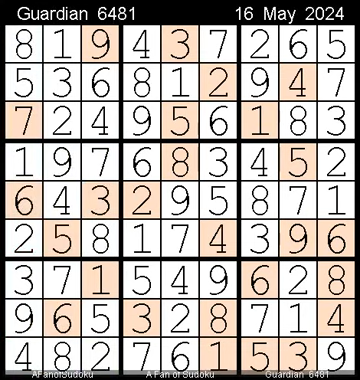 Guardian 6481 16 May 2024
8 1 9 4 3 7 2 6 5
5 3 6 8 1 2 9 4 7
7 2 4 9 5 6 1 8 3
1 9 7 6 8 3 4 5 2
6 4 3 2 9 5 8 7 1
2 5 8 1 7 4 3 9 6
3 7 1 5 4 9 6 2 8
9 6 5 3 2 8 7 1 4
4 8 2 7 6 1 5 3 9
AFanofSudoku A Fan of Sudoku Guardian 6481